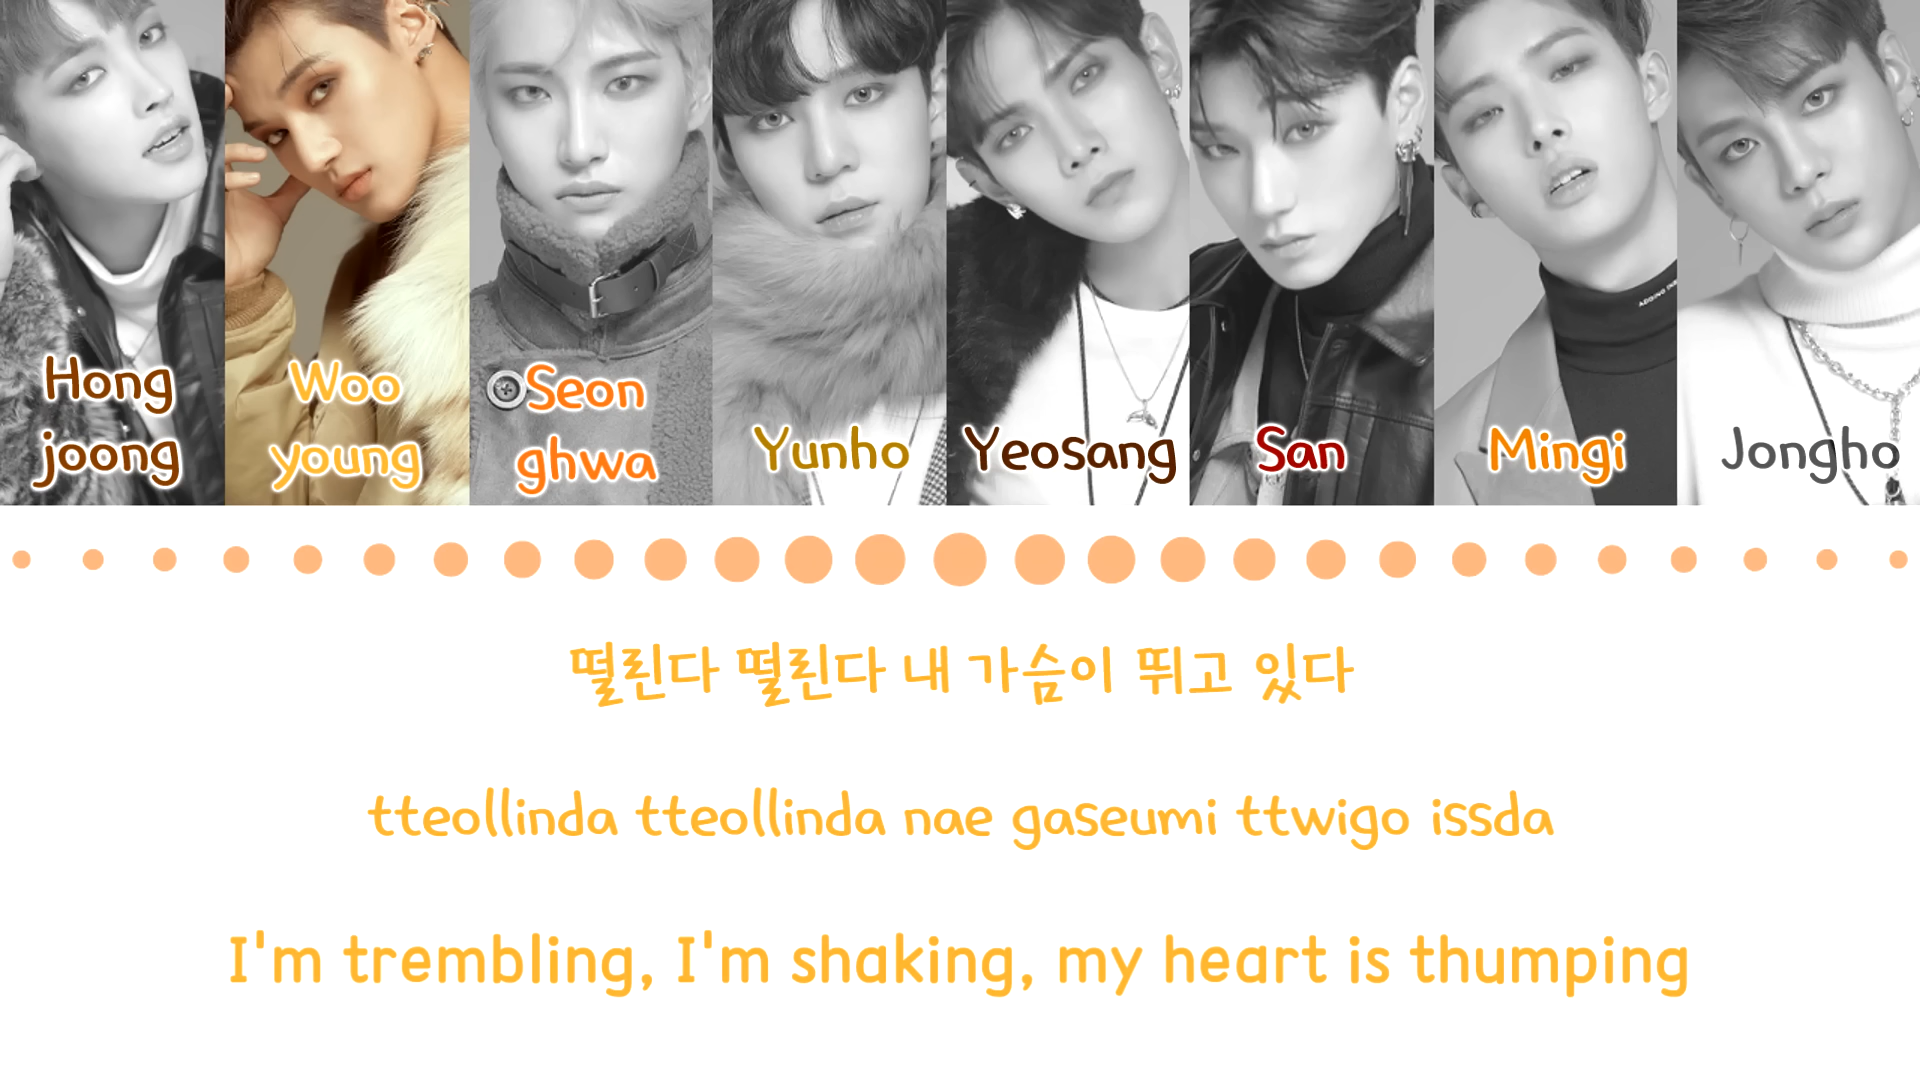 Hong
joong
Woo
young
Seon
ghwa
Yunho
Yeosang
San
Mingi
Jongho
떨린다 떨린다 내 가슴이 뛰고 있다
tteollinda tteollinda nae gaseumi ttwigo issda
I'm trembling, I'm shaking, my heart is thumping